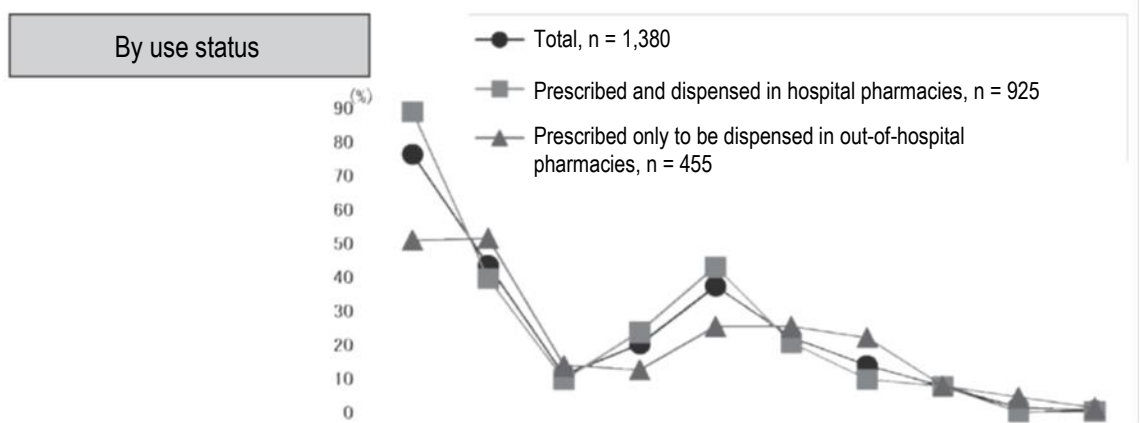 By use status
Total, n = 1,380
Prescribed and dispensed in hospital pharmacies, n = 925
Prescribed only to be dispensed in out-of-hospital
pharmacies, n = 455
(%)
90
80
70
60
50
40
30
20
10
0